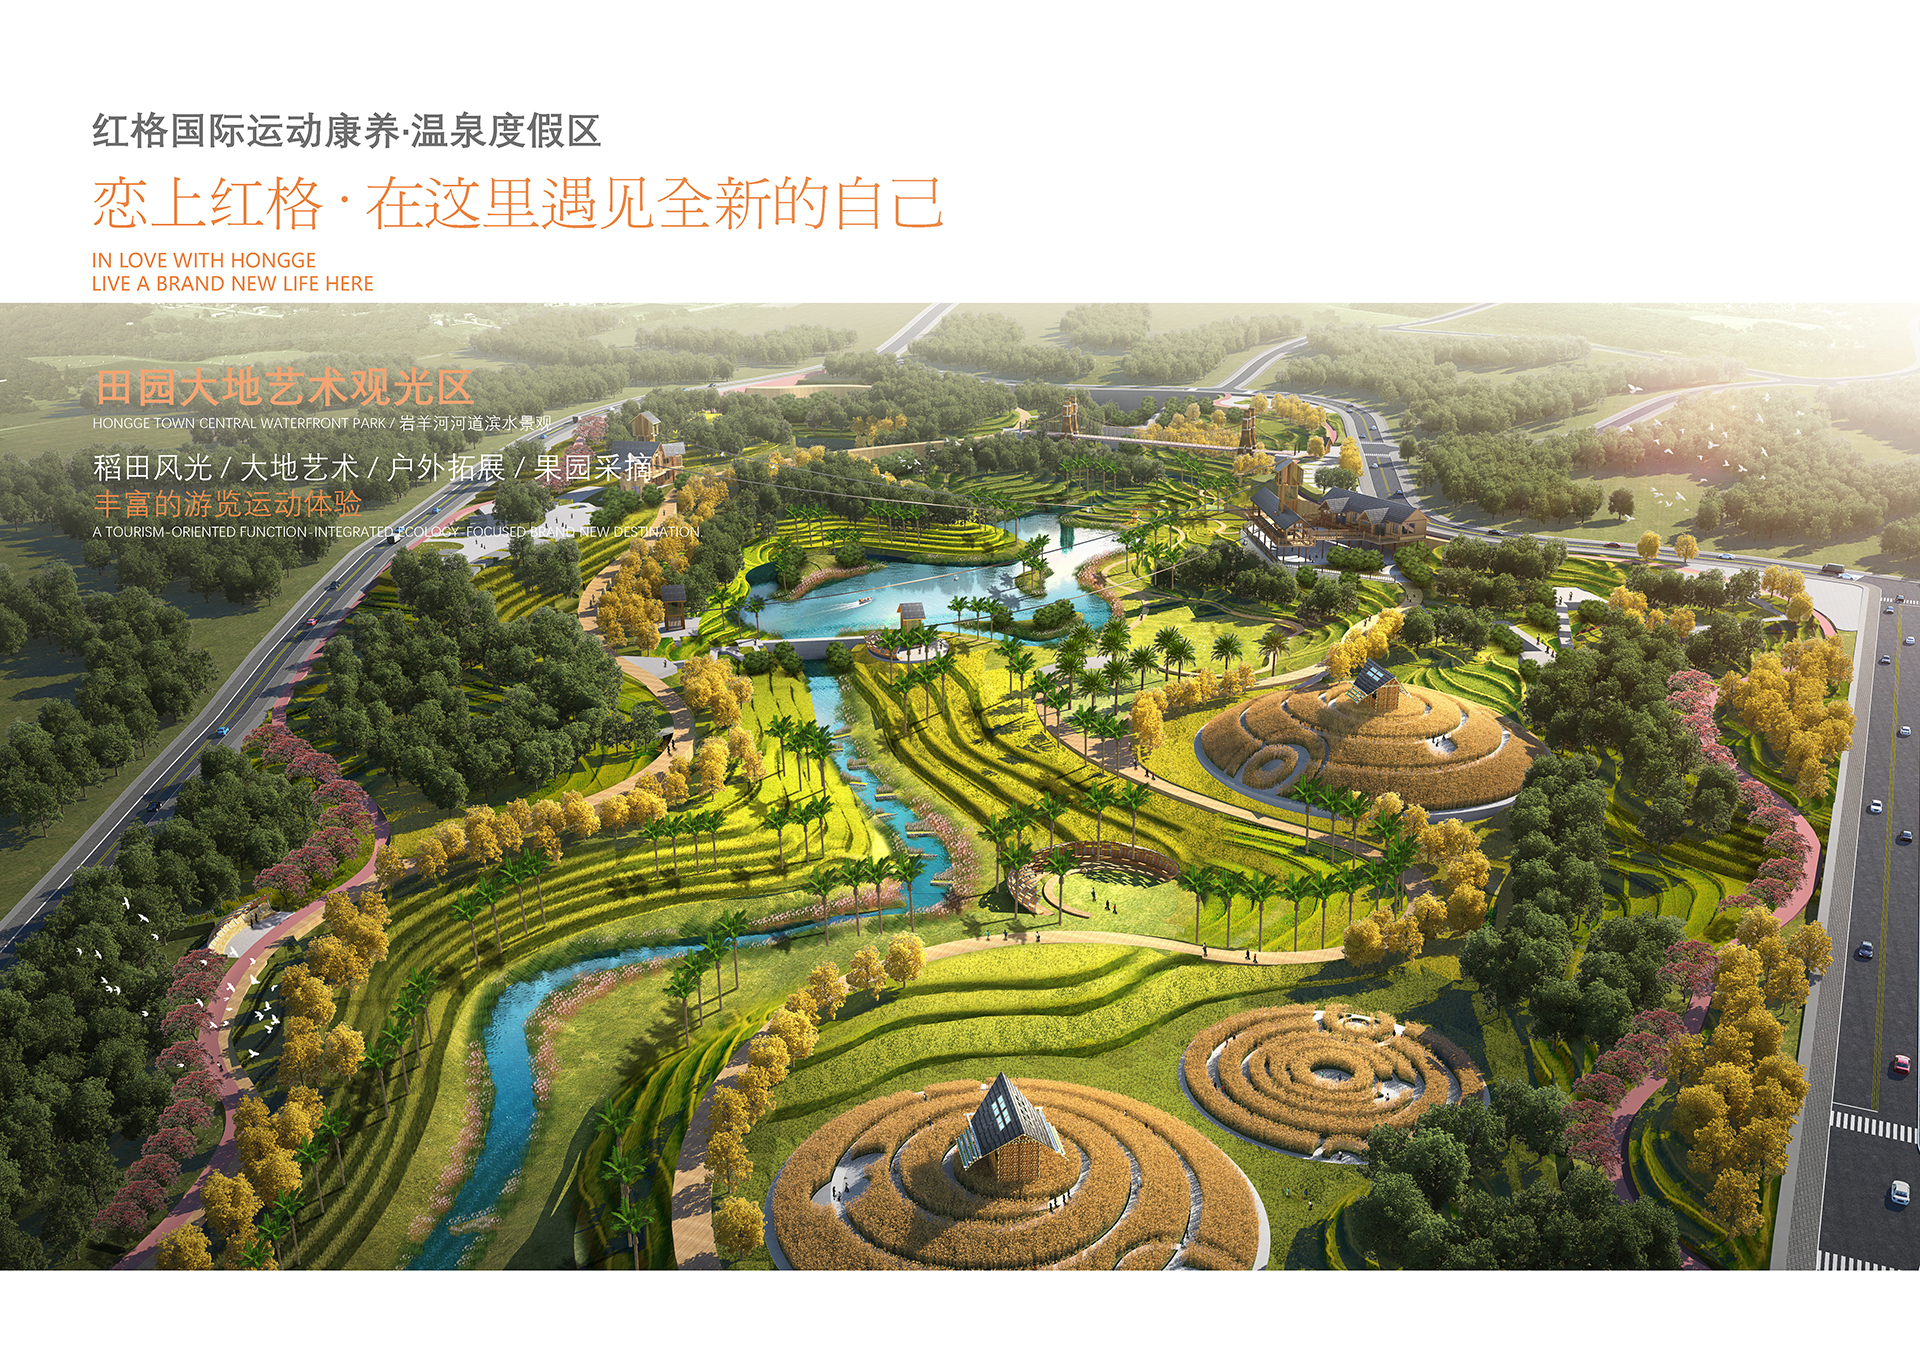 红格国际运动康养·温泉度假区
恋上红格·在这里遇见全新的自己
IN LOVE WITH HONGGE
LIVE A BRAND NEW LIFE HERE
田园大地艺术观光区
HONGGE TOWN CENTRAL WATERFRONT PARK / 岩羊河河道滨水景观
稻田风光 / 大地艺术 / 户外拓展 / 果园采摘
丰富的游览运动体验
A TOURISM-ORIENTED FUNCTION-INTEGRATED ECOLOGY-FOCUSED BRAND NEW DESTINATION